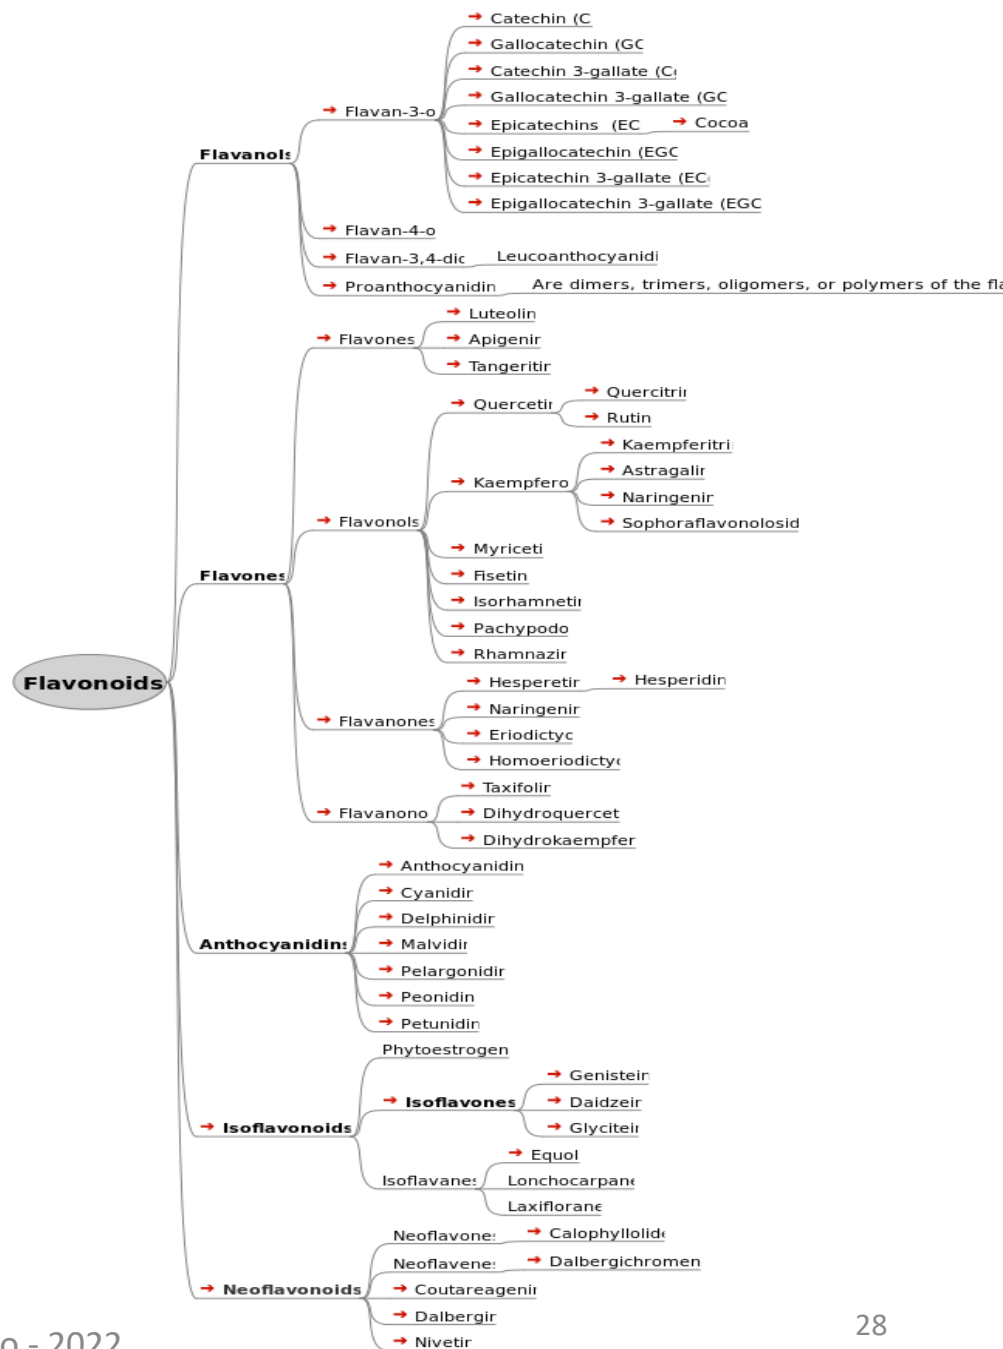 Catechin (C
Gallocatechin (GC
Catechin 3-gallate (C
Gallocatechin 3-gallate (GC
Flavan-3-o
Epicatechins (EC
Cocoa
Flavanols
Epigallocatechin (EGC
Epicatechin 3-gallate (EC
Epigallocatechin 3-gallate (EGC
Flavan-4-o
Flavan-3,4-dic
Leucoanthocyanidi
Proanthocyanidin
Are dimers, trimers, oligomers, or polymers of the fla
Luteolin
Flavones
Apigenir
Tangeritir
Quercetir
Quercitrir
Rutin
Kaempferitri
Kaempfero
Astragalir
Naringenir
Flavonols
Sophoraflavonolosid
Myriceti
Flavones
Fisetin
Isorhamnetir
Pachypodo
Rhamnazir
Flavonoids
Hesperetir
Hesperidin
Naringenir
Flavanones
Eriodictyc
Homoeriodictyc
Taxifolir
Flavanono
Dihydroquercet
Dihydrokaempfer
Anthocyanidin
Cyanidir
Delphinidir
Anthocyanidins
Malvidir
Pelargonidir
Peonidin
Petunidin
Phytoestrogen
Genistein
Isoflavones
Daidzeir
Isoflavonoids
Glycitein
Equol
Isoflavanes
Lonchocarpane
Laxiflorane
Neoflavone
Calophyllolide
Neoflavenes
Dalbergichromen
Neoflavonoids
Coutareagenir
Dalbergir
Nivetir
o - 2022
28